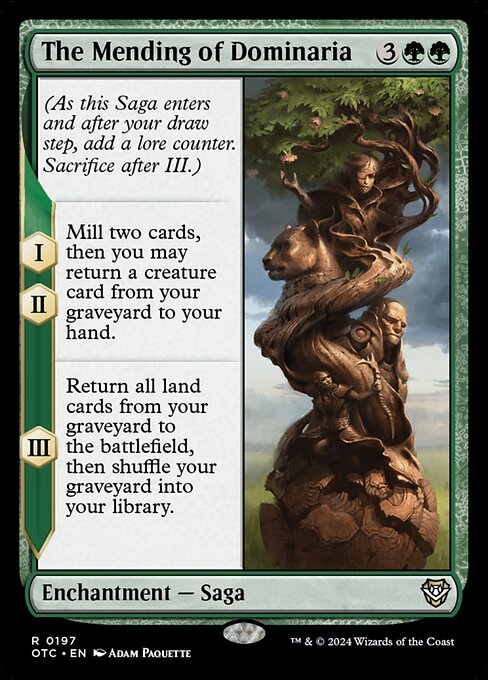 The Mending of Dominaria 3
(As this Saga enters
and after your draw
step, add a lore counter.
Sacrifice after III.)
I
II
Mill two cards,
then you may
return a creature
card from your
graveyard to your
hand.
III
Return all land
cards from your
graveyard to
the battlefield,
then shuffle your
graveyard into
your library.
Enchantment — Saga
R 0197
OTC • EN Adam Paquette
™ & © 2024 Wizards of the Coast